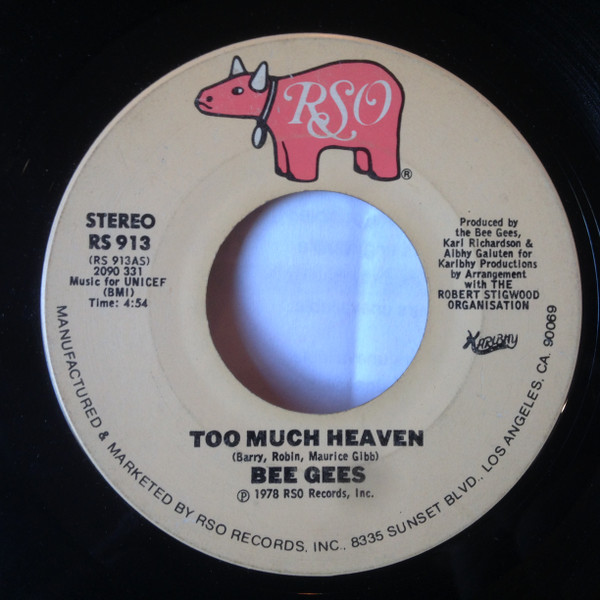 RSO
®
STEREO
RS 913
(RS 913AS)
2090 331
Music for UNICEF
(BMI)
Time: 4:54
Produced by
the Bee Gees,
Karl Richardson &
Albhy Galuten for
Karlbhy Productions
by Arrangement
with THE
ROBERT STIGWOOD
ORGANISATION
KARLBHY
TOO MUCH HEAVEN
(Barry, Robin, Maurice Gibb)
BEE GEES
℗ 1978 RSO Records, Inc.
MANUFACTURED & MARKETED BY RSO RECORDS, INC., 8335 SUNSET BLVD., LOS ANGELES, CA. 90069